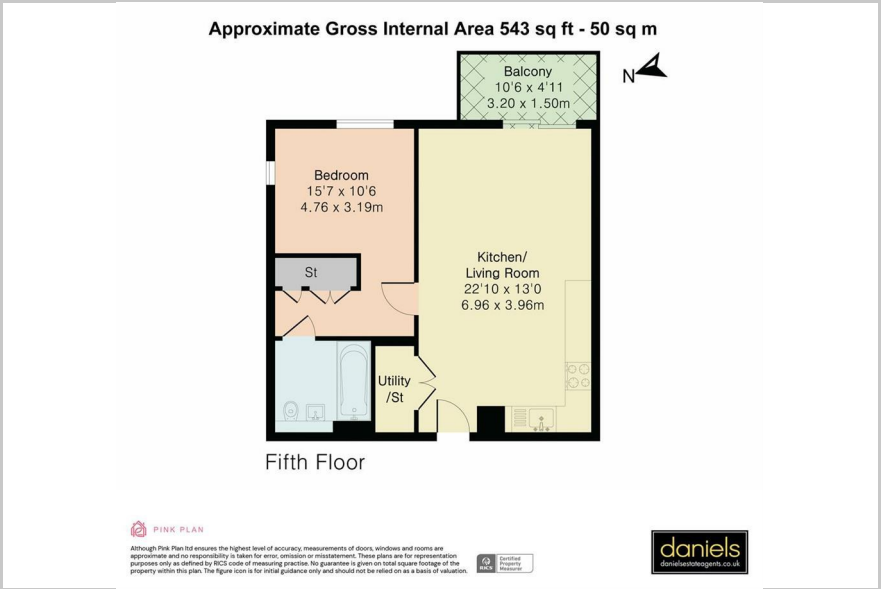 Approximate Gross Internal Area 543 sq ft - 50 sq m
Balcony
10'6 x 4'11
3.20 x 1.50m
N
Bedroom
15'7 x 10'6
4.76 x 3.19m
St
Kitchen/
Living Room
22'10 x 13'0
6.96 x 3.96m
Utility
/St
Fifth Floor
PINK PLAN
Although Pink Plan ltd ensures the highest level of accuracy, measurements of doors, windows and rooms are
approximate and no responsibility is taken for error, omission or misstatement. These plans are for representation
purposes only as defined by RICS code of measuring practise. No guarantee is given on total square footage of the
property within this plan. The figure icon is for initial guidance only and should not be relied on as a basis of valuation.
RICS
Certified
Property
Measurer
daniels
danielsestateagents.co.uk